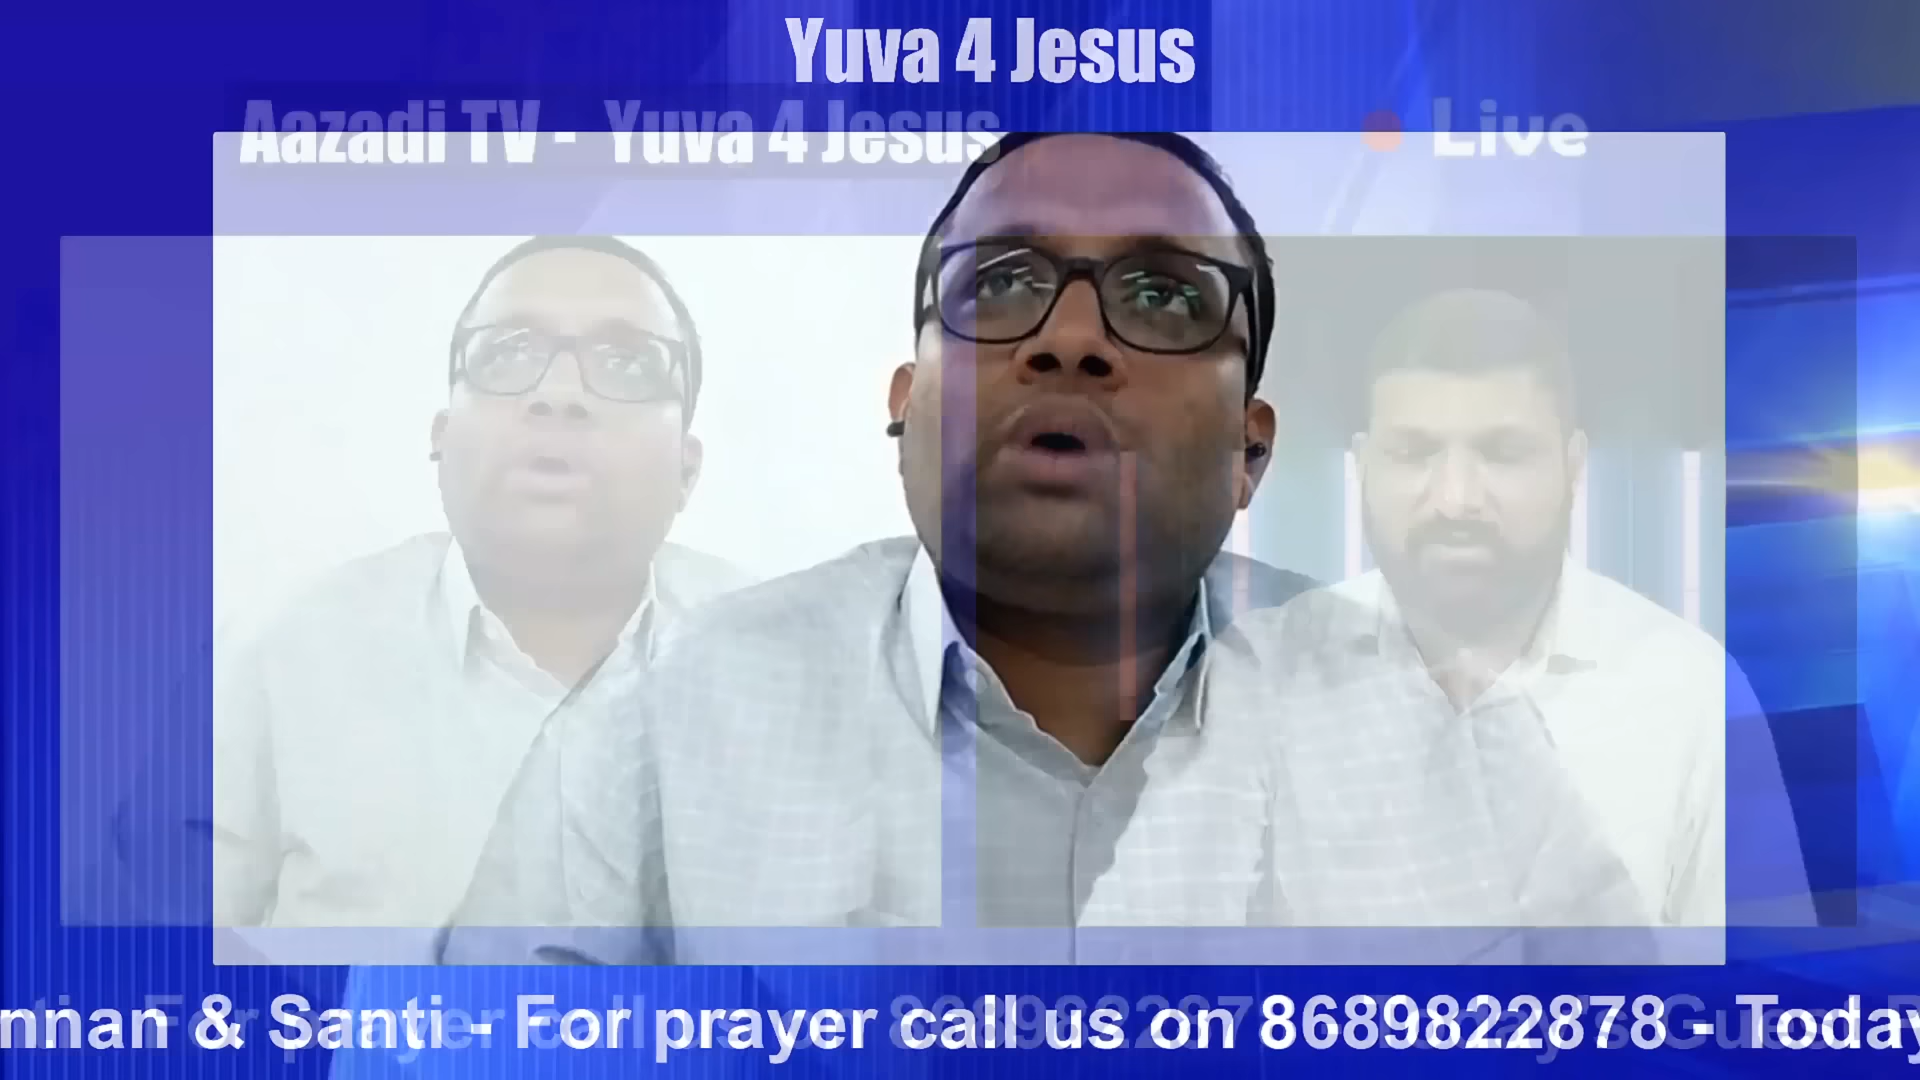 Yuva 4 Jesus
Aazadi TV - Yuva 4 Jesus
Live
nnan & Santi - For prayer call us on 8689822878 - Today